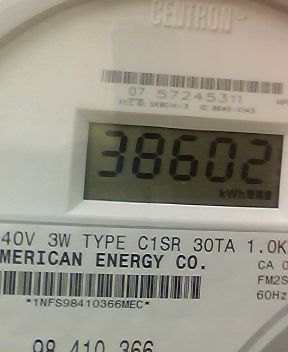 CENTRON®
07 57245311
38602
kWh
40V 3W TYPE C1SR 30TA 1.0K
MERICAN ENERGY CO.
CA 0
FM2S
*1NFS98410366MEC*
60Hz
98 410 366